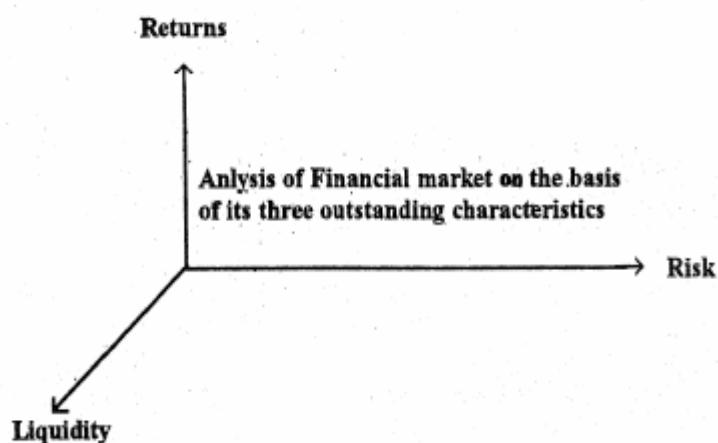 Returns
Anlysis of Financial market on the basis
of its three outstanding characteristics
Risk
Liquidity